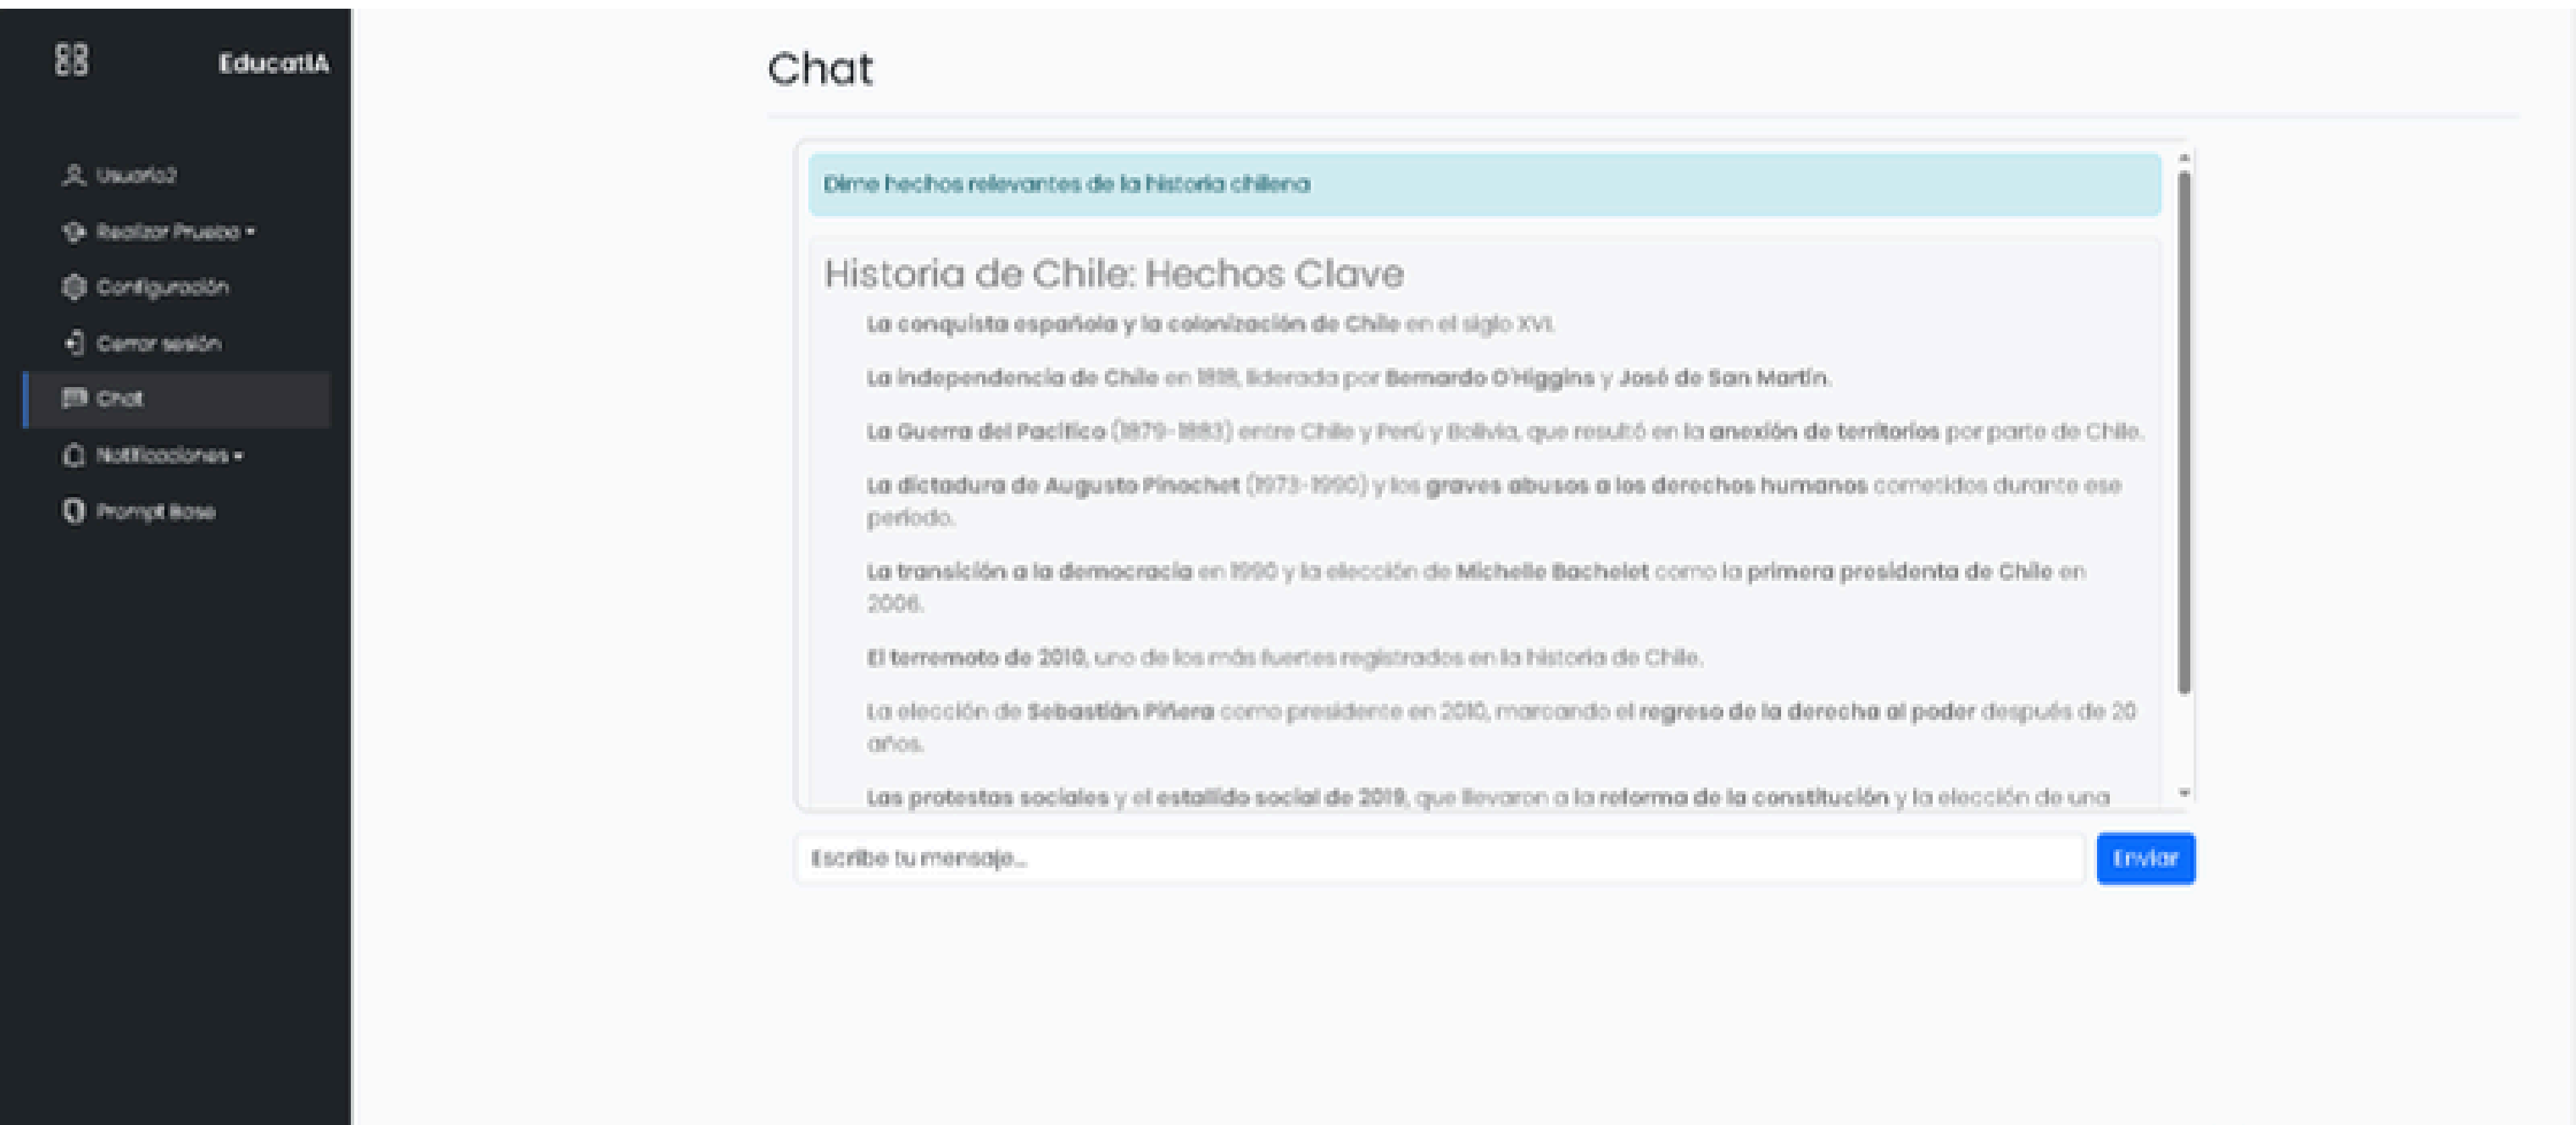 EducatIA
Usuario2
Realizar Prueba
Configuración
Cerrar sesión
Chat
Notificaciones
Prompt Base
Chat
Dime hechos relevantes de la historia chilena
Historia de Chile: Hechos Clave
La conquista española y la colonización de Chile en el siglo XVI.
La independencia de Chile en 1818, liderada por Bernardo O'Higgins y José de San Martín.
La Guerra del Pacífico (1879-1883) entre Chile y Perú y Bolivia, que resultó en la anexión de territorios por parte de Chile.
La dictadura de Augusto Pinochet (1973-1990) y los graves abusos a los derechos humanos cometidos durante ese
período.
La transición a la democracia en 1990 y la elección de Michelle Bachelet como la primera presidenta de Chile en
2006.
El terremoto de 2010, uno de los más fuertes registrados en la historia de Chile.
La elección de Sebastián Piñera como presidente en 2010, marcando el regreso de la derecha al poder después de 20
años.
Las protestas sociales y el estallido social de 2019, que llevaron a la reforma de la constitución y la elección de una
Escribe tu mensaje...
Enviar